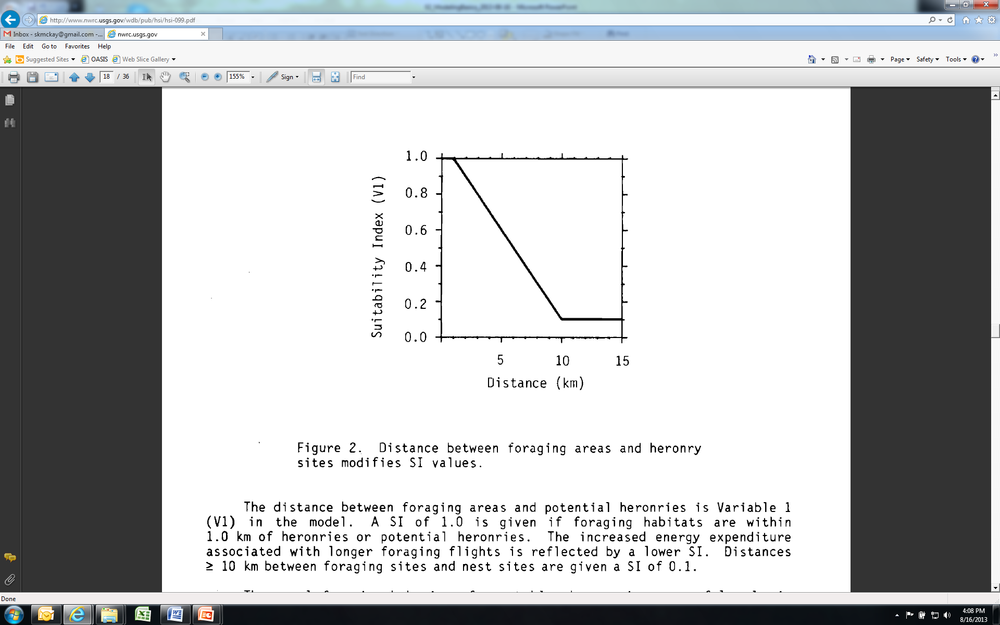 http://www.nwrc.usgs.gov/wdb/pub/hsi/hsi-099.pdf
Inbox - skmckay@gmail.com -...
nwrc.usgs.gov
File Edit Go to Favorites Help
Suggested Sites OASIS Web Slice Gallery Page Safety Tools
18 / 36 155% Sign Find
1.0
0.8
0.6
0.4
0.2
0.0
Suitability Index (V1)
5 10 15
Distance (km)
Figure 2. Distance between foraging areas and heronry
sites modifies SI values.
The distance between foraging areas and potential heronries is Variable 1
(V1) in the model. A SI of 1.0 is given if foraging habitats are within
1.0 km of heronries or potential heronries. The increased energy expenditure
associated with longer foraging flights is reflected by a lower SI. Distances
≥ 10 km between foraging sites and nest sites are given a SI of 0.1.
Done
4:08 PM
8/16/2013